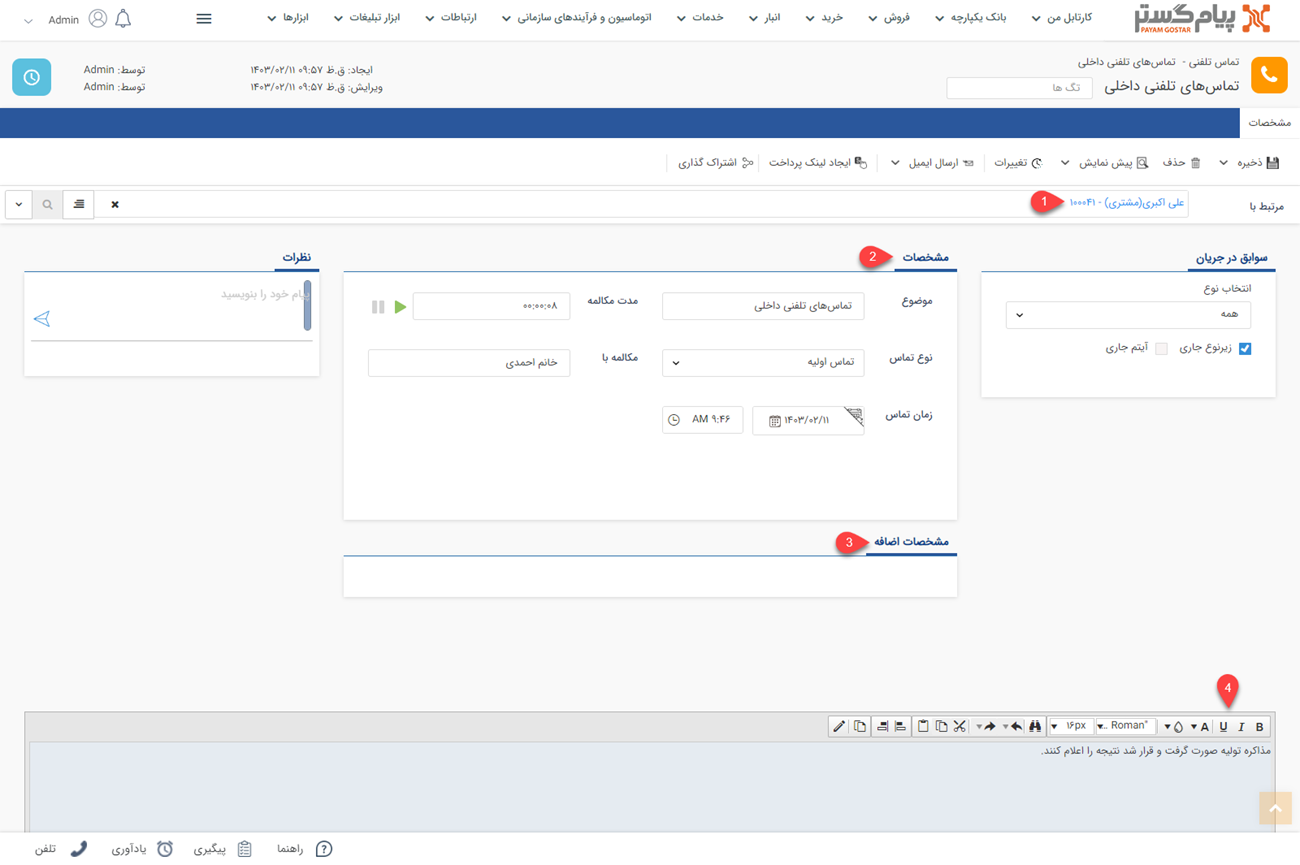 پیام گستر
PAYAM GOSTAR
کارتابل من
بانک یکپارچه
فروش
خرید
انبار
خدمات
اتوماسیون و فرآیندهای سازمانی
ارتباطات
ابزار تبلیغات
ابزارها
Admin
تماس تلفنی - تماس‌های تلفنی داخلی
تماس‌های تلفنی داخلی
تگ ها
ایجاد: ق.ظ ۰۹:۵۷ ۱۴۰۳/۰۲/۱۱
توسط: Admin
ویرایش: ق.ظ ۰۹:۵۷ ۱۴۰۳/۰۲/۱۱
توسط: Admin
مشخصات
ذخیره
حذف
پیش نمایش
تغییرات
ارسال ایمیل
ایجاد لینک پرداخت
اشتراک گذاری
مرتبط با
علی اکبری(مشتری) - ۱۰۰۰۴۱
1
سوابق در جریان
انتخاب نوع
همه
زیرنوع جاری
آیتم جاری
2
مشخصات
موضوع
تماس‌های تلفنی داخلی
مدت مکالمه
۰۰:۰۰:۰۸
نوع تماس
تماس اولیه
مکالمه با
خانم احمدی
زمان تماس
۱۴۰۳/۰۲/۱۱
۹:۴۶ AM
نظرات
پیام خود را بنویسید
3
مشخصات اضافه
4
B I U A
Roman"...
۱۶px
مذاکره تولیه صورت گرفت و قرار شد نتیجه را اعلام کنند.
راهنما
پیگیری
یادآوری
تلفن